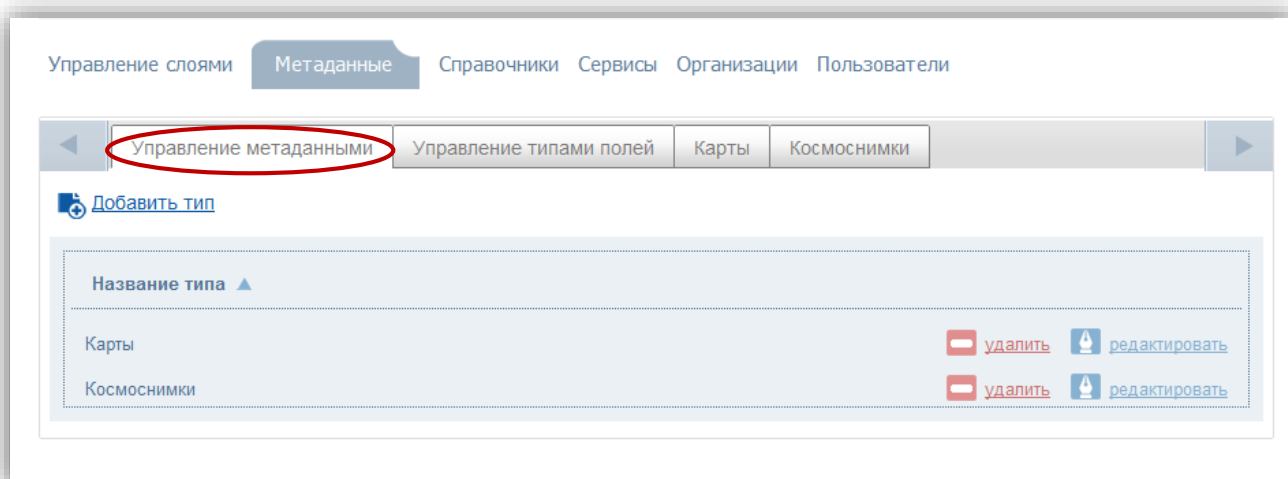 Управление слоями Метаданные Справочники Сервисы Организации Пользователи
Управление метаданными Управление типами полей Карты Космоснимки
Добавить тип
Название типа
Карты удалить редактировать
Космоснимки удалить редактировать